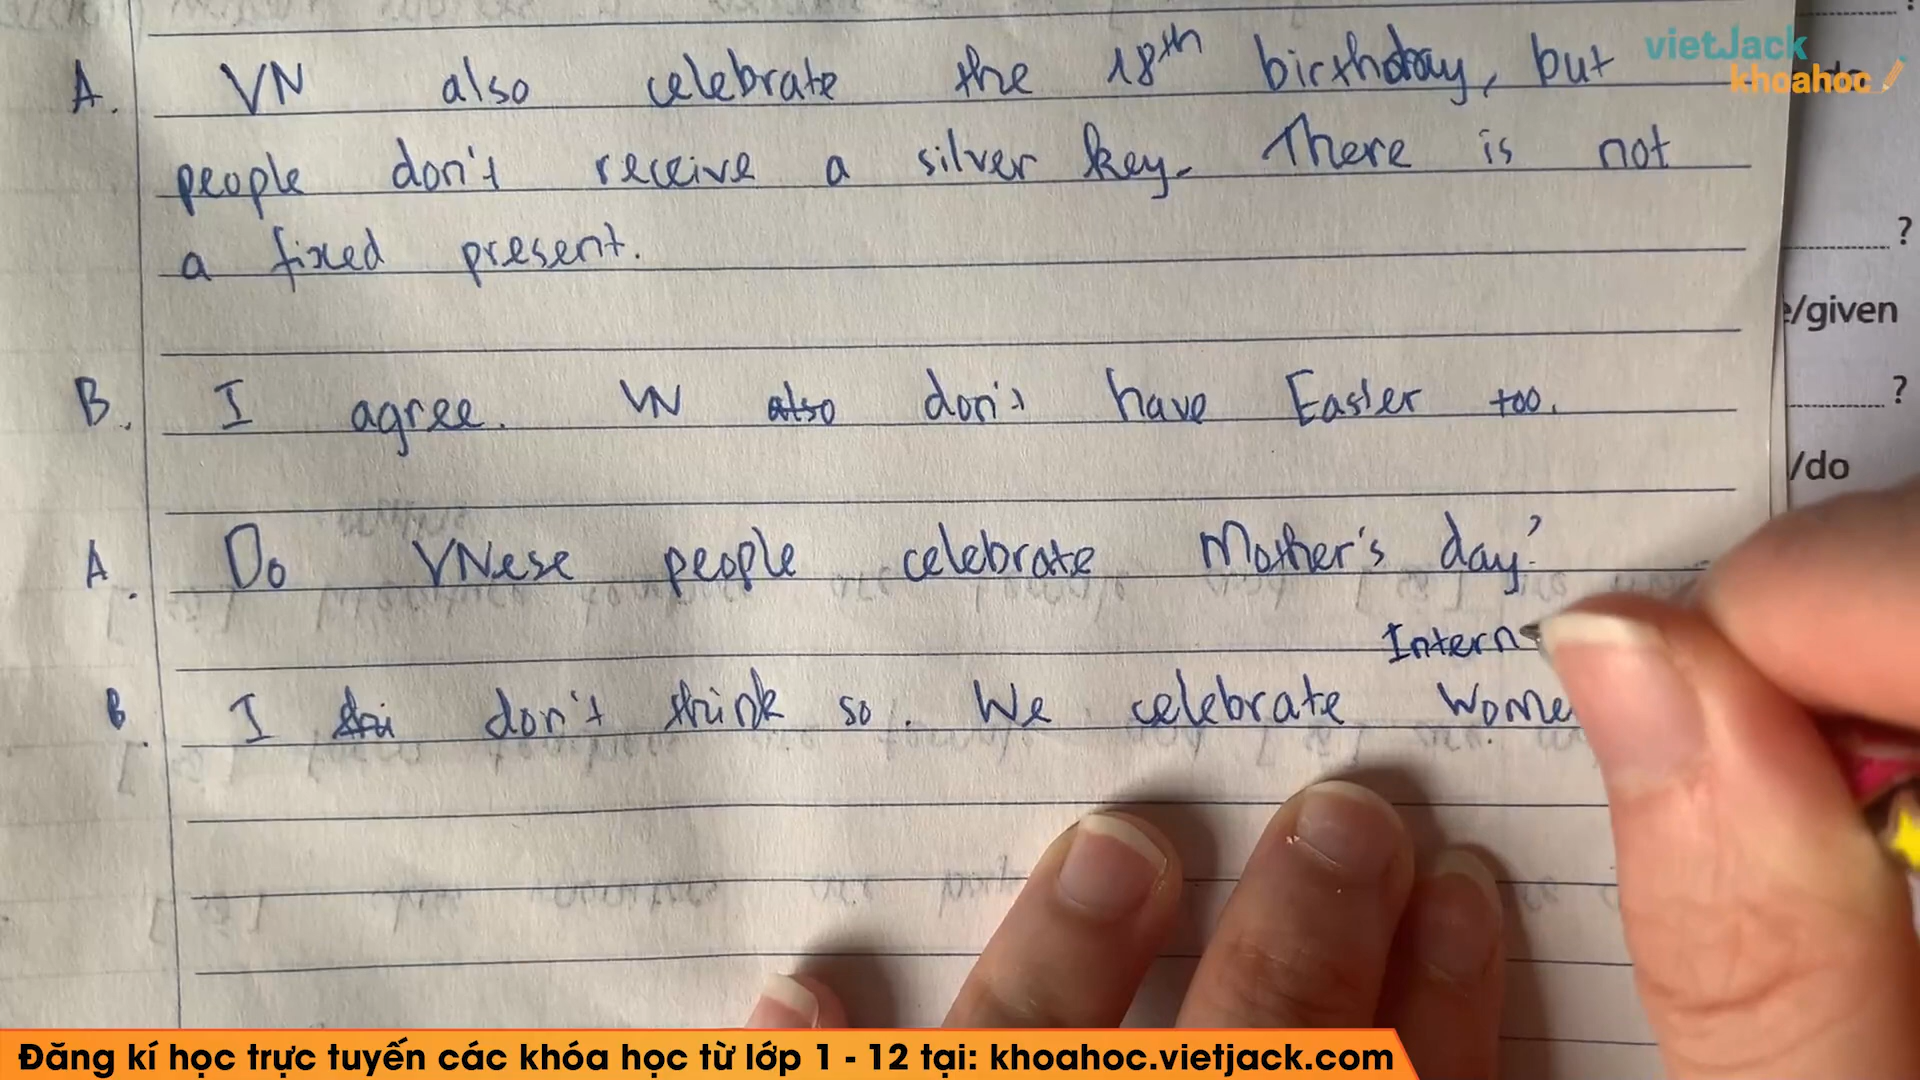 vietJack
khoahoc
A. VN also celebrate the 18th birthday, but
people don't receive a silver key. There is not
a fixed present.
?
/given
B. I agree. VN also don't have Easter too.
?
/do
A. Do VNese people celebrate Mother's day?
Intern
B. I thi don't think so. We celebrate Wome
Đăng kí học trực tuyến các khóa học từ lớp 1 - 12 tại: khoahoc.vietjack.com